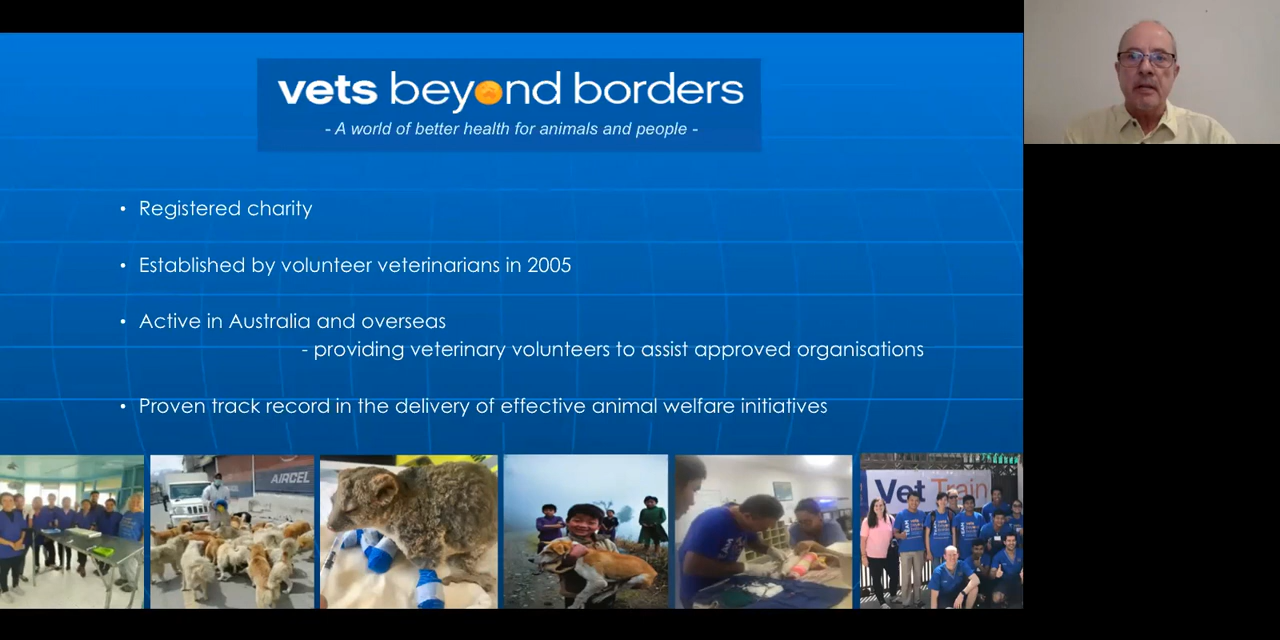 vets beyond borders
- A world of better health for animals and people -
• Registered charity
• Established by volunteer veterinarians in 2005
• Active in Australia and overseas
- providing veterinary volunteers to assist approved organisations
• Proven track record in the delivery of effective animal welfare initiatives
AIRCEL
Vet Train